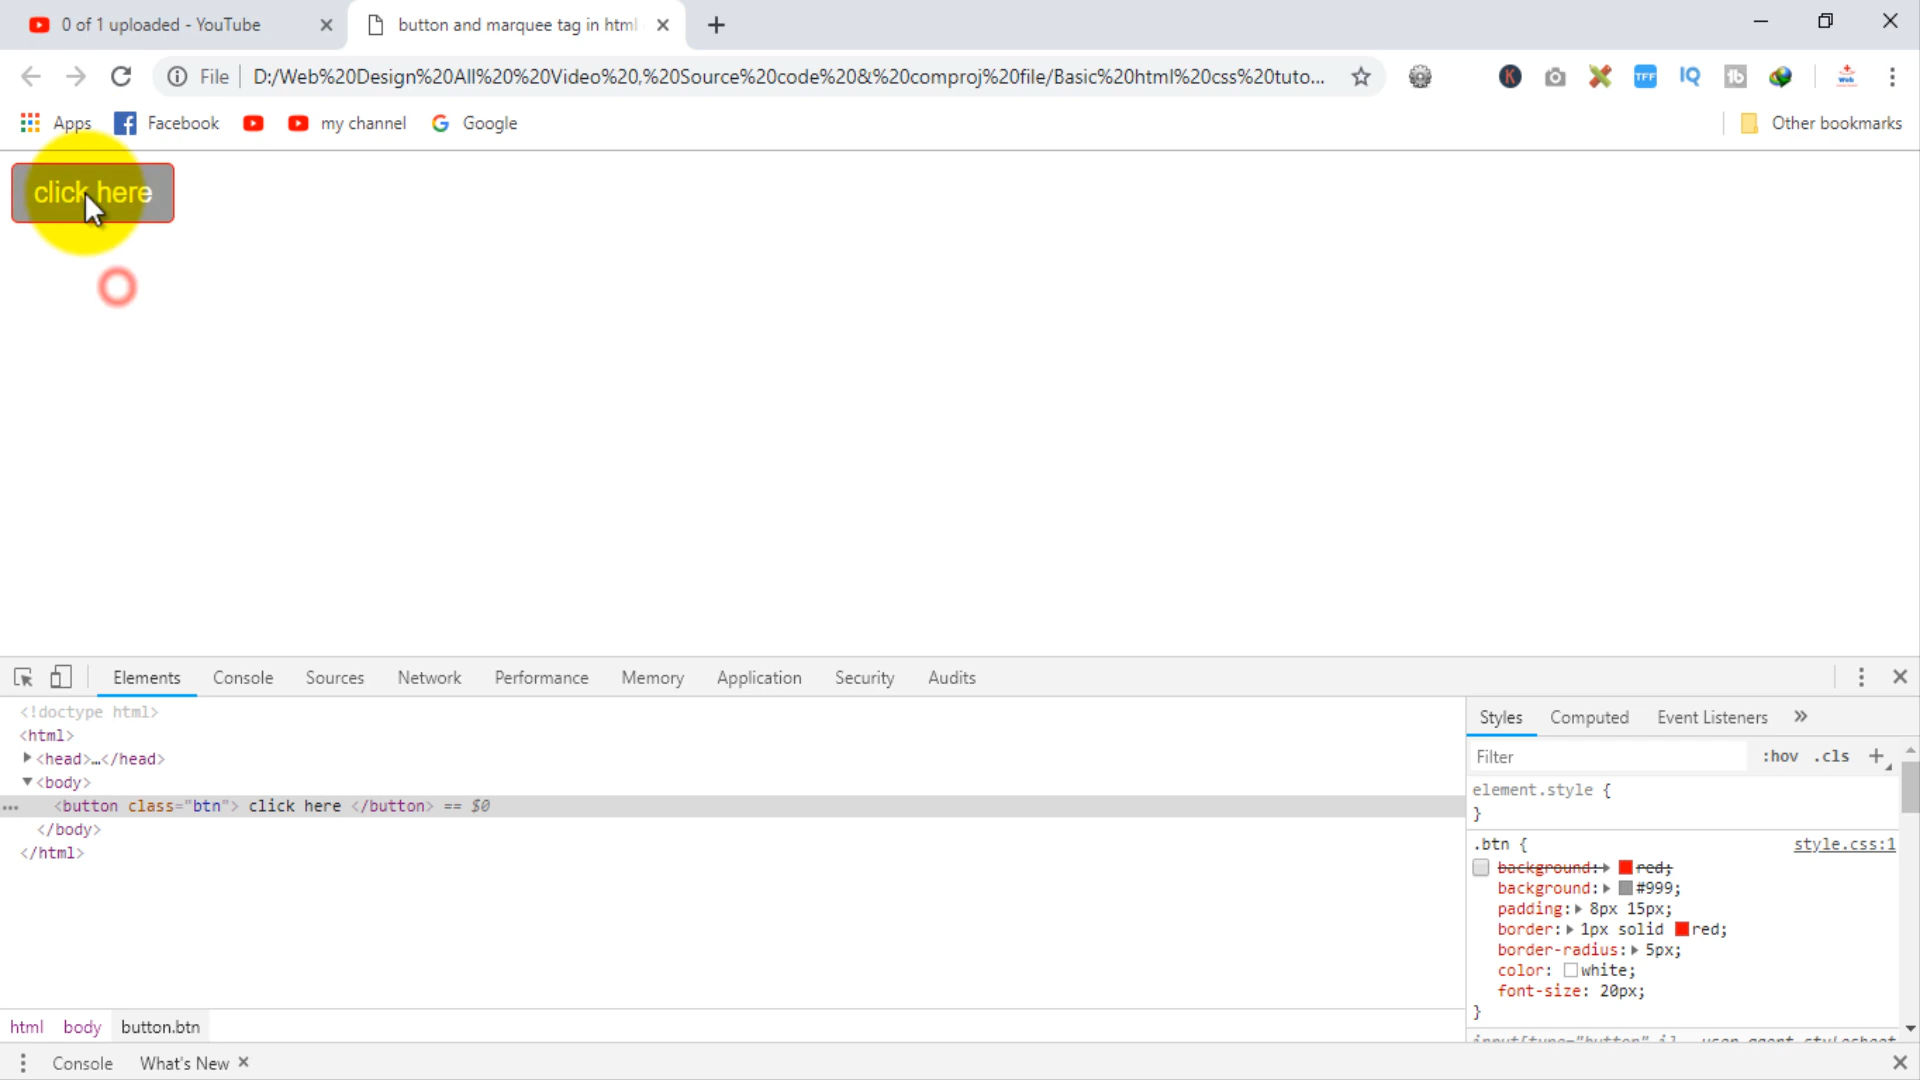 0 of 1 uploaded - YouTube
button and marquee tag in html
File
D:/Web%20Design%20All%20%20Video%20,%20Source%20code%20&%20comproj%20file/Basic%20html%20css%20tuto...
Apps
Facebook
my channel
Google
Other bookmarks
click here
Elements
Console
Sources
Network
Performance
Memory
Application
Security
Audits
<!doctype html>
<html>
<head>…</head>
<body>
<button class="btn"> click here </button> == $0
</body>
</html>
html
body
button.btn
Styles
Computed
Event Listeners
Filter
:hov .cls
element.style {
}
.btn {
style.css:1
background: red;
background: #999;
padding: 8px 15px;
border: 1px solid red;
border-radius: 5px;
color: white;
font-size: 20px;
}
Console
What's New